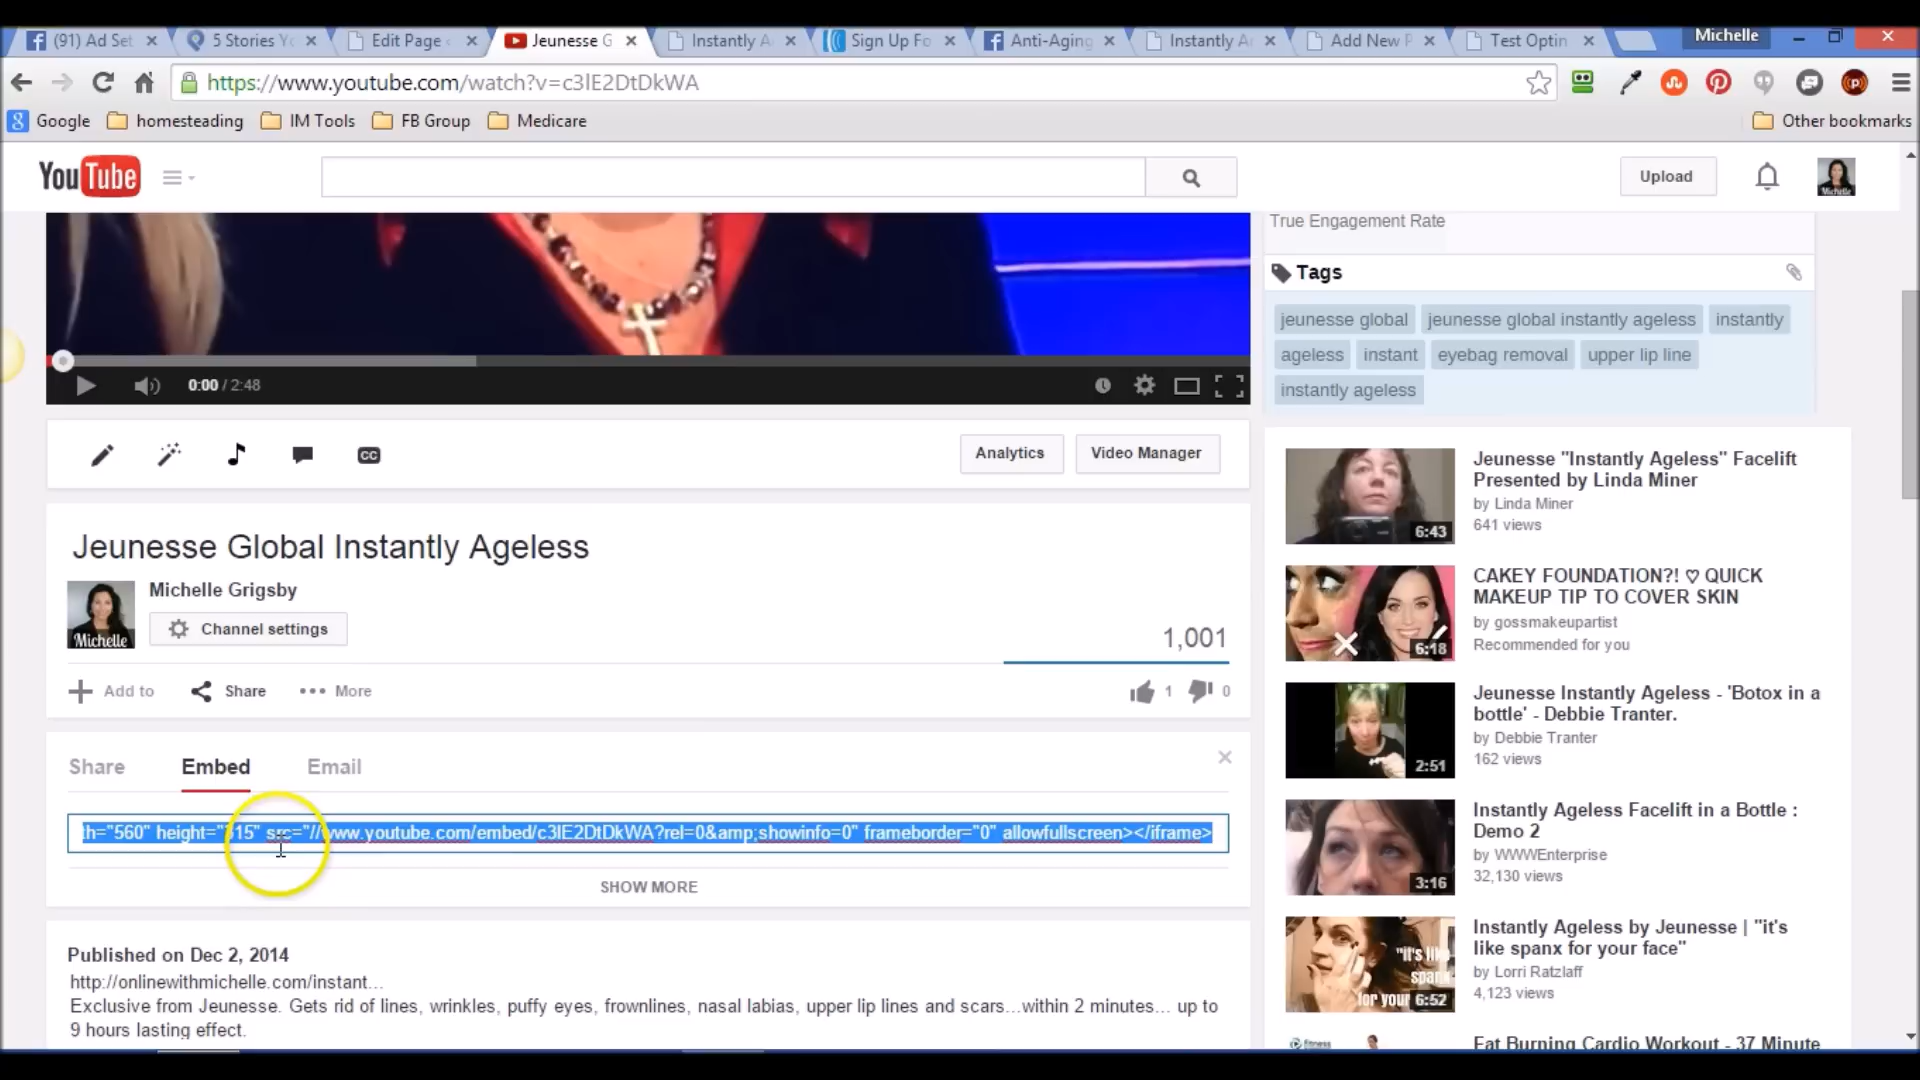 (91) Ad Set
5 Stories Yo
Edit Page
Jeunesse G
Instantly A
Sign Up Fo
Anti-Aging
Instantly A
Add New P
Test Optin
Michelle
https://www.youtube.com/watch?v=c3lE2DtDkWA
Google
homesteading
IM Tools
FB Group
Medicare
Other bookmarks
YouTube
Upload
Michelle
True Engagement Rate
Tags
jeunesse global
jeunesse global instantly ageless
instantly
ageless
instant
eyebag removal
upper lip line
instantly ageless
0:00 / 2:48
CC
Analytics
Video Manager
Jeunesse Global Instantly Ageless
Michelle
Michelle Grigsby
Channel settings
1,001
Add to
Share
More
1
0
Share
Embed
Email
th="560" height="315" src="//www.youtube.com/embed/c3lE2DtDkWA?rel=0&amp;showinfo=0" frameborder="0" allowfullscreen></iframe>
SHOW MORE
Published on Dec 2, 2014
http://onlinewithmichelle.com/instant...
Exclusive from Jeunesse. Gets rid of lines, wrinkles, puffy eyes, frownlines, nasal labias, upper lip lines and scars...within 2 minutes... up to
9 hours lasting effect.
6:43
Jeunesse "Instantly Ageless" Facelift
Presented by Linda Miner
by Linda Miner
641 views
6:18
CAKEY FOUNDATION?! ♡ QUICK
MAKEUP TIP TO COVER SKIN
by gossmakeupartist
Recommended for you
2:51
Jeunesse Instantly Ageless - 'Botox in a
bottle' - Debbie Tranter.
by Debbie Tranter
162 views
3:16
Instantly Ageless Facelift in a Bottle :
Demo 2
by WWWEnterprise
32,130 views
"it's like
spanx
for your
6:52
Instantly Ageless by Jeunesse | "it's
like spanx for your face"
by Lorri Ratzlaff
4,123 views
fitness
Fat Burning Cardio Workout - 37 Minute